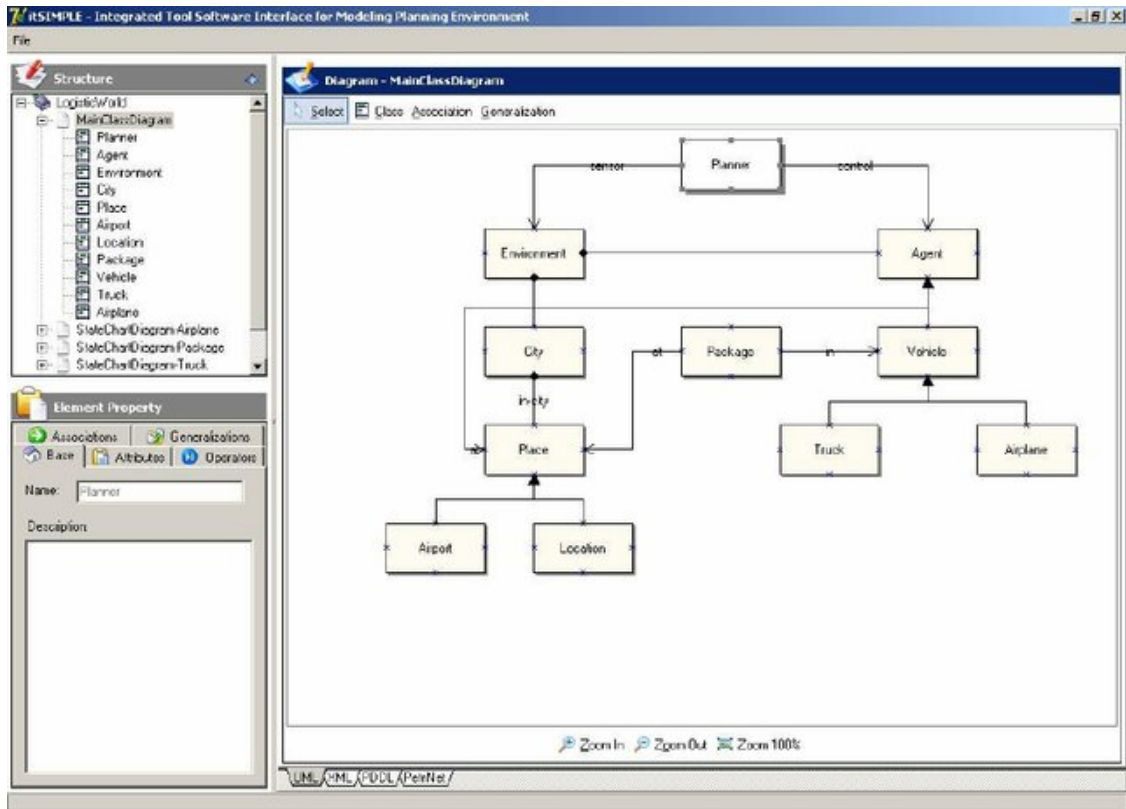 itSIMPLE - Integrated Tool Software Interface for Modeling Planning Environment
File
Structure
LogisticWorld
MainClassDiagram
Planner
Agent
Environment
City
Place
Airport
Location
Package
Vehicle
Truck
Airplane
StateChartDiagram-Airplane
StateChartDiagram-Package
StateChartDiagram-Truck
Element Property
Associations Generalizations
Base Attributes Operators
Name: Planner
Description
Diagram - MainClassDiagram
Select Class Association Generalization
sensor Planner control
Environment Agent
City at Package in Vehicle
in-city
at Place Truck Airplane
Airport Location
Zoom In Zoom Out Zoom 100%
UML XML PDDL PetriNet